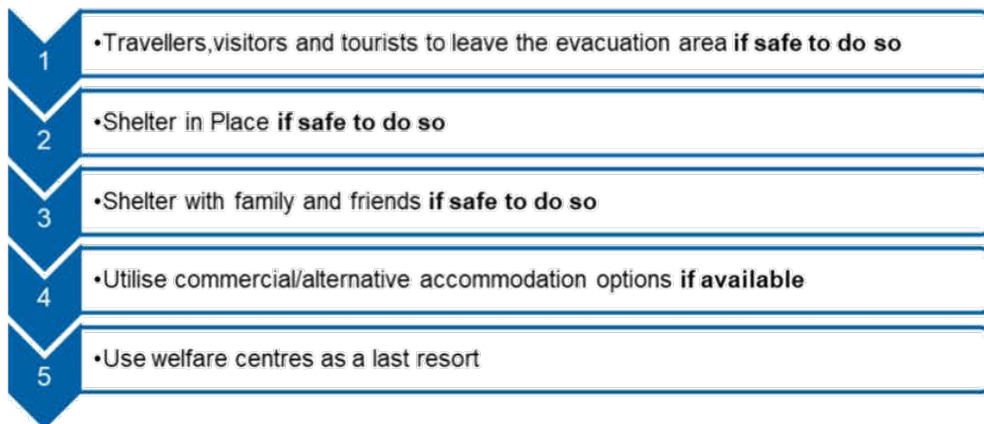 1
•Travellers,visitors and tourists to leave the evacuation area if safe to do so
2
•Shelter in Place if safe to do so
3
•Shelter with family and friends if safe to do so
4
•Utilise commercial/alternative accommodation options if available
5
•Use welfare centres as a last resort